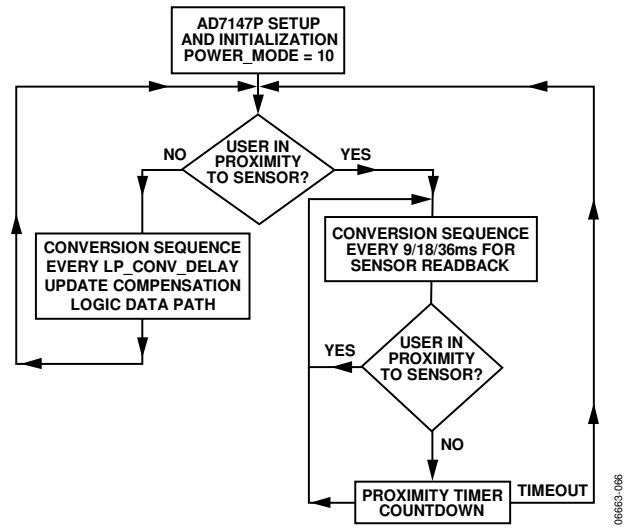 AD7147P SETUP
AND INITIALIZATION
POWER_MODE = 10
USER IN
PROXIMITY
TO SENSOR?
NO
YES
CONVERSION SEQUENCE
EVERY LP_CONV_DELAY
UPDATE COMPENSATION
LOGIC DATA PATH
CONVERSION SEQUENCE
EVERY 9/18/36ms FOR
SENSOR READBACK
USER IN
PROXIMITY
TO SENSOR?
YES
NO
PROXIMITY TIMER
COUNTDOWN
TIMEOUT
06663-066